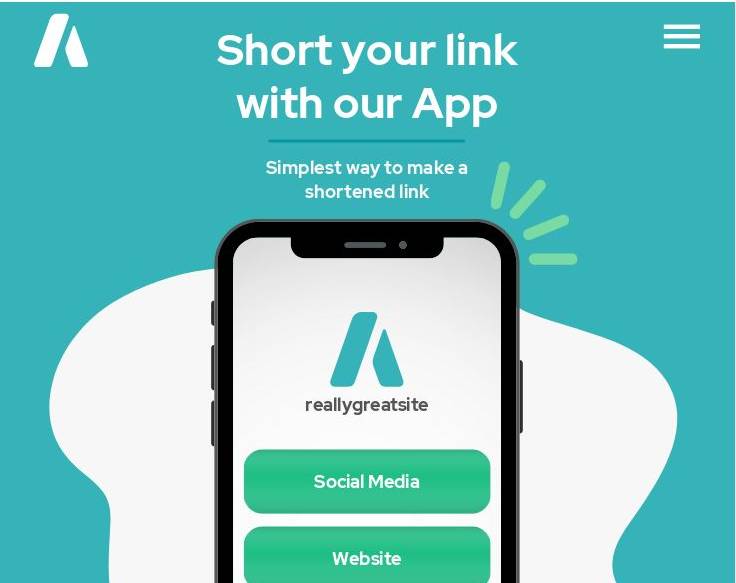 Short your link
with our App
Simplest way to make a
shortened link
reallygreatsite
Social Media
Website